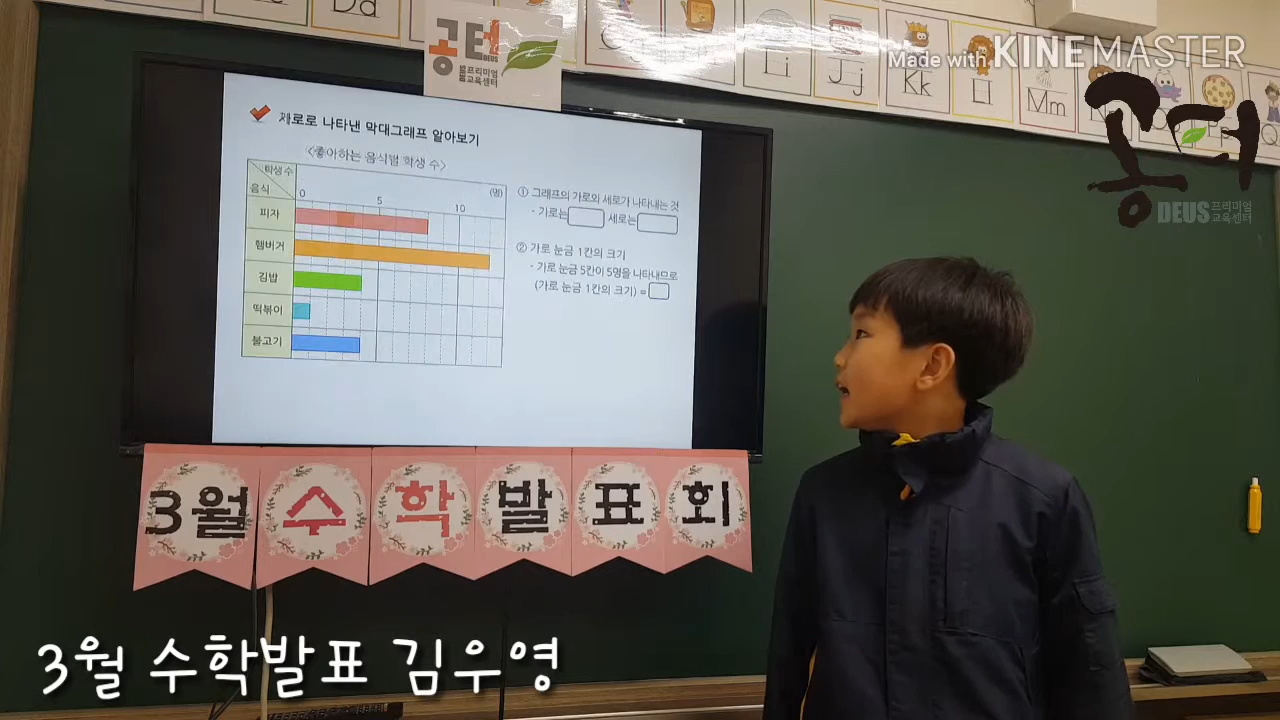 Dd
Ii
Jj
Kk
Ll
Mm
Made with KINEMASTER
공터
DEUS
프리미엄
교육센터
공터
DEUS 프리미엄
교육센터
로로 나타낸 막대그래프 알아보기
<좋아하는 음식별 학생 수>
학생 수
음식
0 5 10 (명)
피자
햄버거
김밥
떡볶이
불고기
① 그래프의 가로와 세로가 나타내는 것
- 가로는 세로는
② 가로 눈금 1칸의 크기
- 가로 눈금 5칸이 5명을 나타내므로
(가로 눈금 1칸의 크기) =
3월 수학 발표회
3월 수학발표 김우영